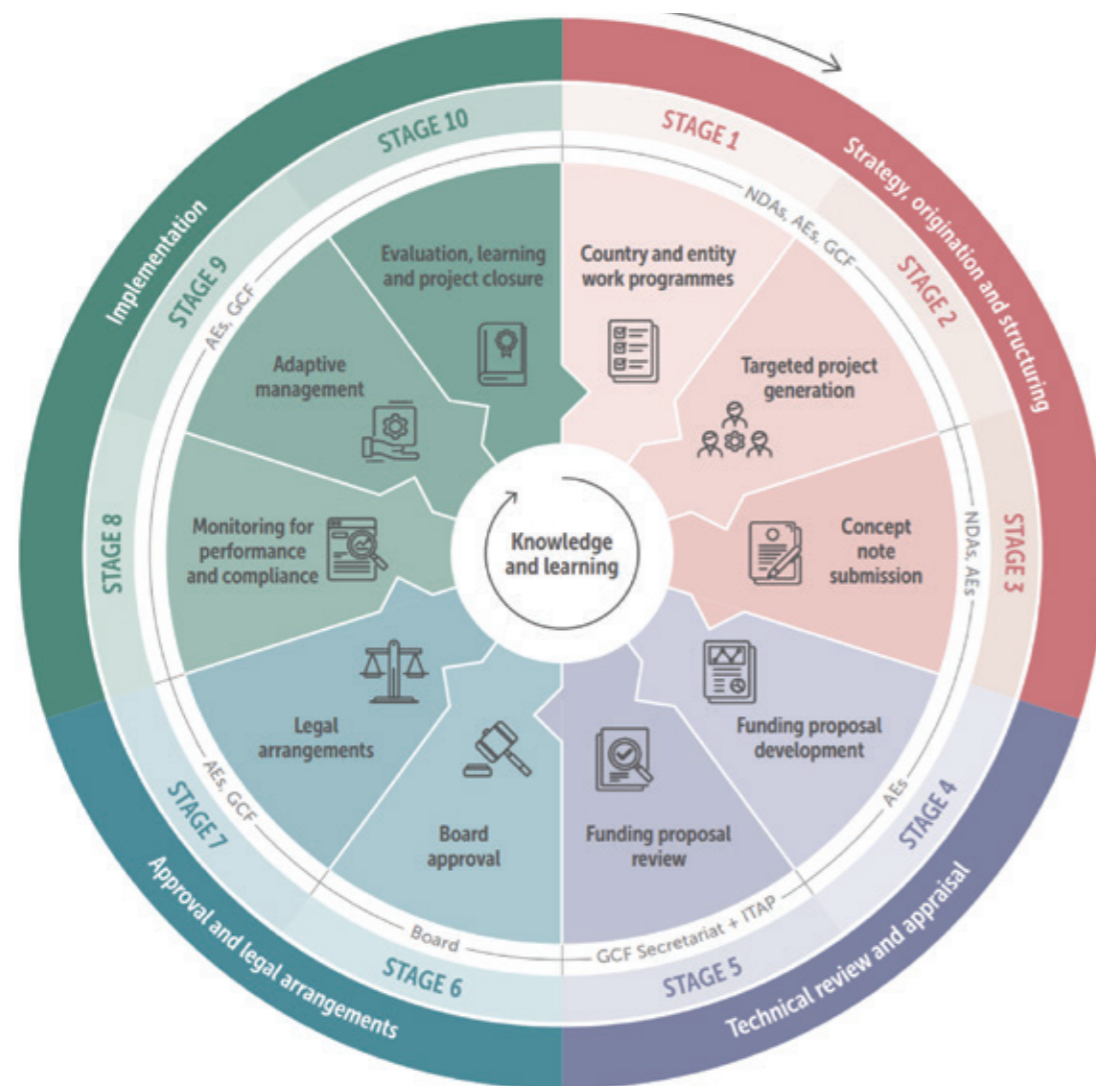 Strategy, origination and structuring
STAGE 1
NDAs, AEs, GCF
Country and entity
work programmes
STAGE 2
Targeted project
generation
STAGE 3
NDAs, AEs
Concept
note
submission
Technical review and appraisal
STAGE 4
AEs
Funding proposal
development
STAGE 5
GCF Secretariat + ITAP
Funding proposal
review
Approval and legal arrangements
STAGE 6
Board
Board
approval
STAGE 7
AEs, GCF
Legal
arrangements
Implementation
STAGE 8
Monitoring for
performance
and compliance
STAGE 9
AEs, GCF
Adaptive
management
STAGE 10
Evaluation, learning
and project closure
Knowledge
and learning